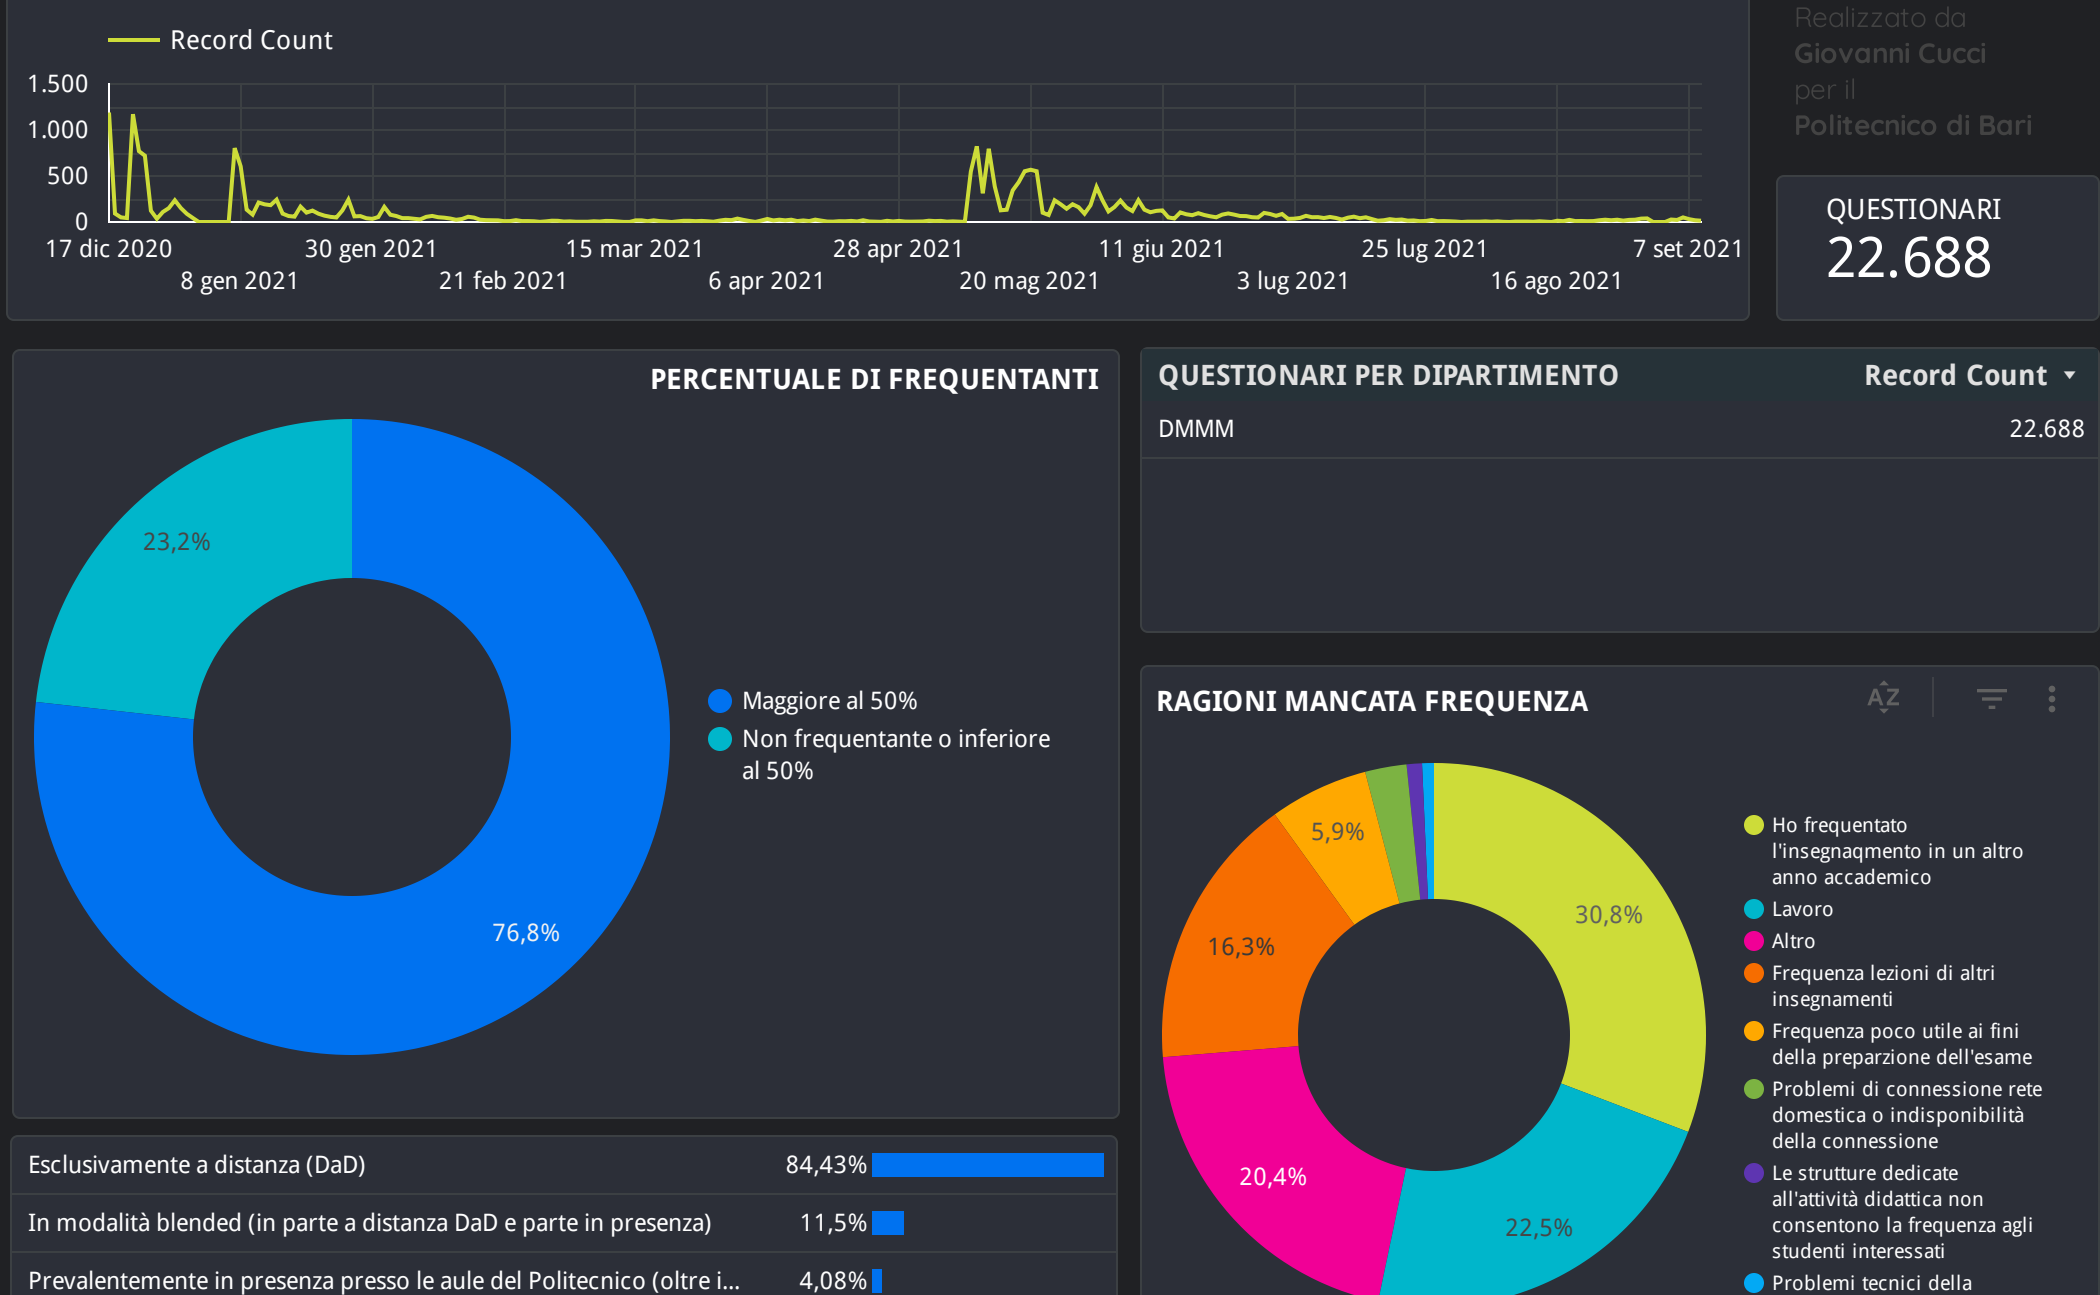 Record Count
1.500
1.000
500
0
17 dic 2020
8 gen 2021
30 gen 2021
21 feb 2021
15 mar 2021
6 apr 2021
28 apr 2021
20 mag 2021
11 giu 2021
3 lug 2021
25 lug 2021
16 ago 2021
7 set 2021
Realizzato da
Giovanni Cucci
per il
Politecnico di Bari
QUESTIONARI
22.688
PERCENTUALE DI FREQUENTANTI
23,2%
76,8%
Maggiore al 50%
Non frequentante o inferiore
al 50%
QUESTIONARI PER DIPARTIMENTO Record Count
DMMM 22.688
RAGIONI MANCATA FREQUENZA
AZ
5,9%
30,8%
16,3%
20,4%
22,5%
Ho frequentato
l'insegnaqmento in un altro
anno accademico
Lavoro
Altro
Frequenza lezioni di altri
insegnamenti
Frequenza poco utile ai fini
della preparzione dell'esame
Problemi di connessione rete
domestica o indisponibilità
della connessione
Le strutture dedicate
all'attività didattica non
consentono la frequenza agli
studenti interessati
Problemi tecnici della
Esclusivamente a distanza (DaD) 84,43%
In modalità blended (in parte a distanza DaD e parte in presenza) 11,5%
Prevalentemente in presenza presso le aule del Politecnico (oltre i... 4,08%